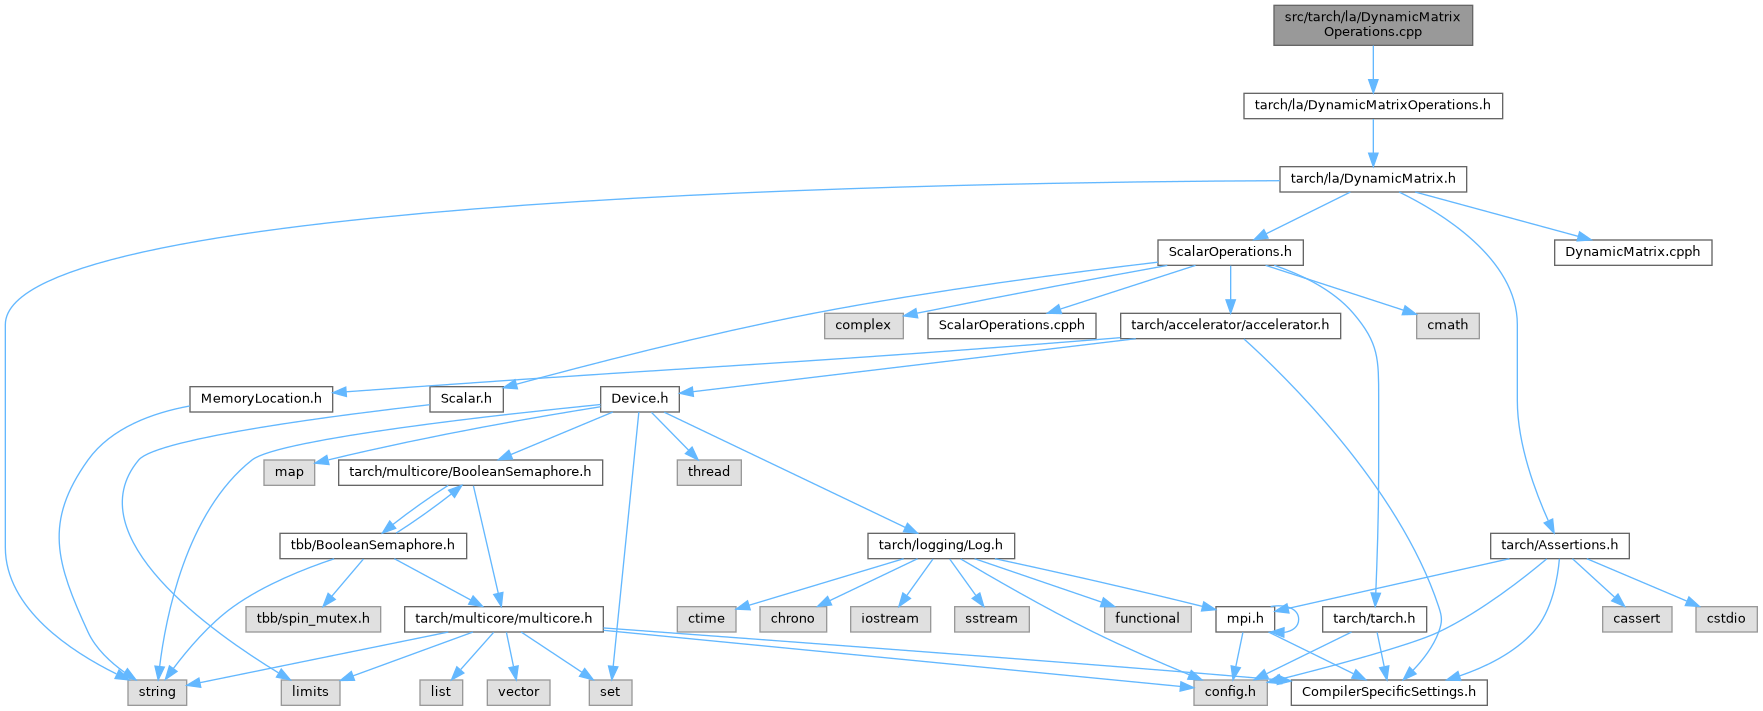 src/tarch/la/DynamicMatrix
Operations.cpp
tarch/la/DynamicMatrixOperations.h
tarch/la/DynamicMatrix.h
ScalarOperations.h
DynamicMatrix.cpph
complex
ScalarOperations.cpph
tarch/accelerator/accelerator.h
cmath
MemoryLocation.h
Scalar.h
Device.h
map
tarch/multicore/BooleanSemaphore.h
thread
tbb/BooleanSemaphore.h
tarch/logging/Log.h
tarch/Assertions.h
tbb/spin_mutex.h
tarch/multicore/multicore.h
ctime
chrono
iostream
sstream
functional
mpi.h
tarch/tarch.h
cassert
cstdio
string
limits
list
vector
set
config.h
CompilerSpecificSettings.h